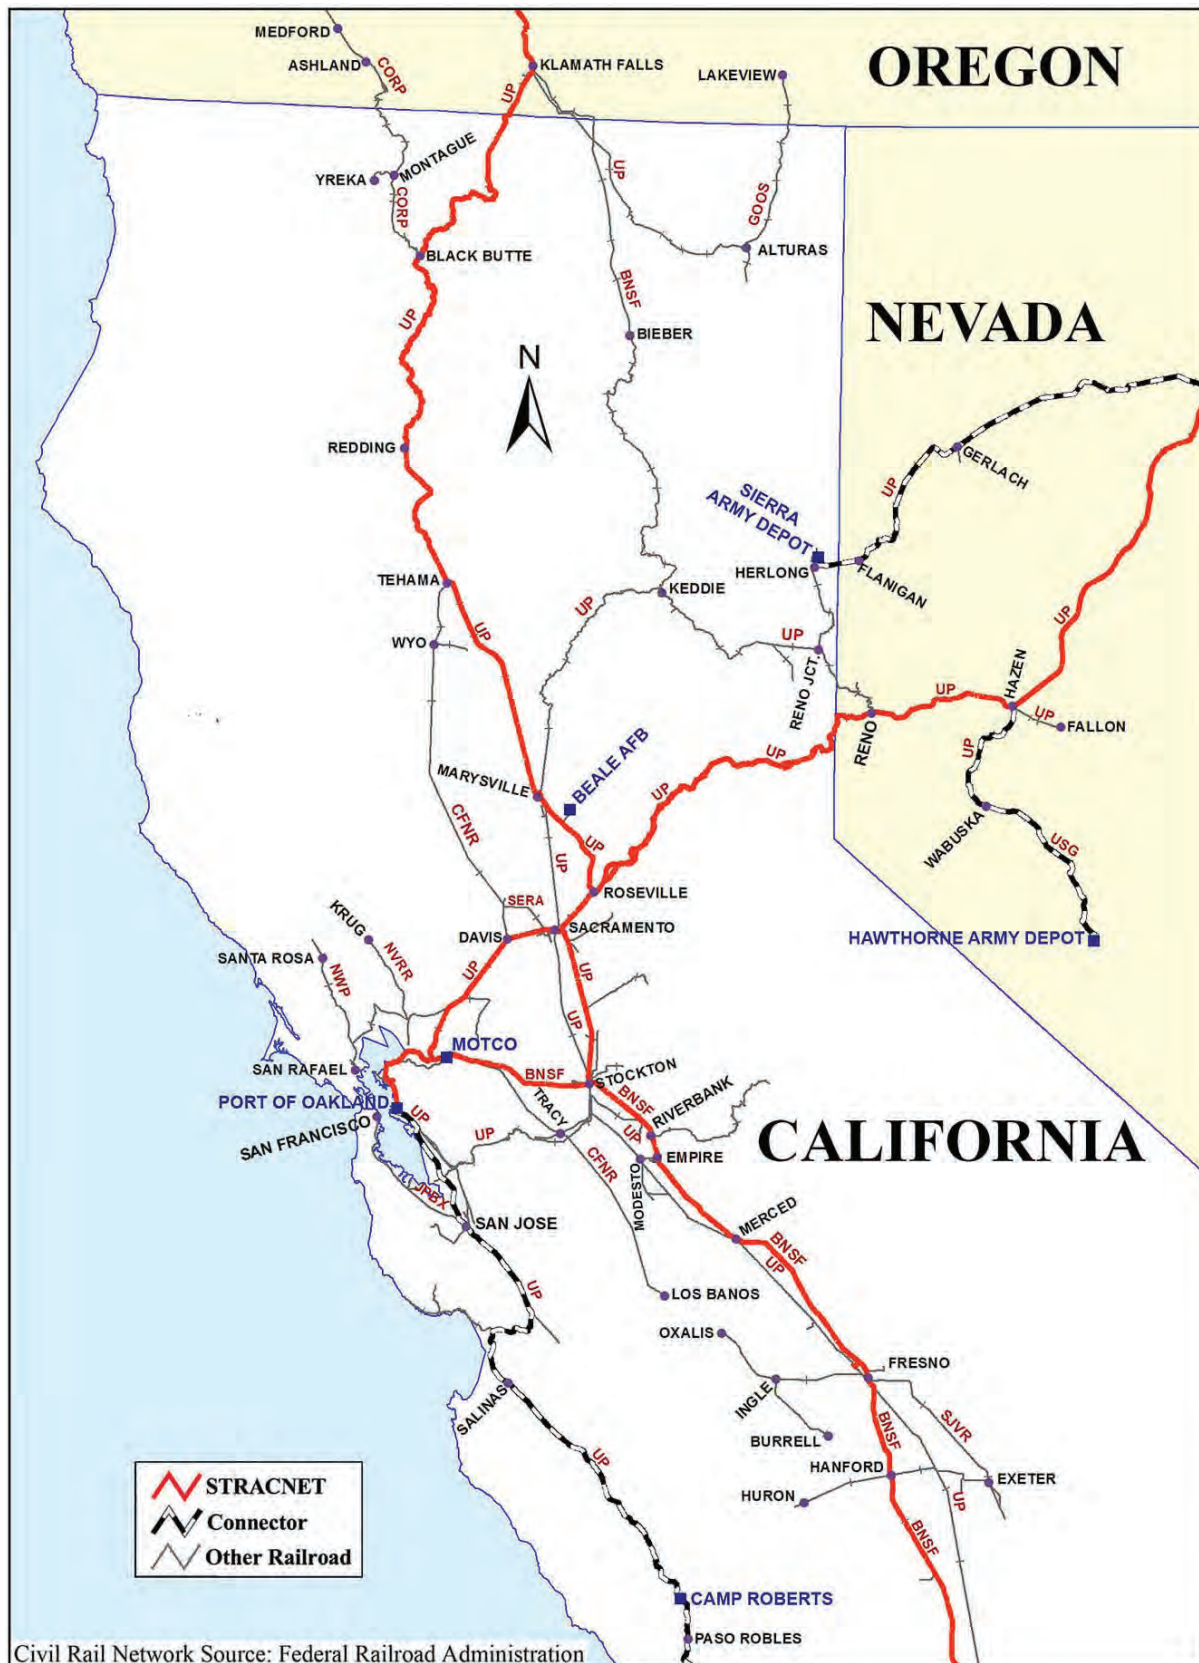 MEDFORD
ASHLAND
CORP
KLAMATH FALLS
LAKEVIEW
OREGON
UP
MONTAGUE
YREKA
CORP
UP
GOOS
BLACK BUTTE
ALTURAS
BNSF
UP
BIEBER
NEVADA
N
REDDING
GERLACH
UP
SIERRA
ARMY DEPOT
HERLONG
FLANIGAN
TEHAMA
KEDDIE
UP
UP
WYO
UP
UP
RENO JCT.
HAZEN
UP
RENO
UP
FALLON
UP
UP
UP
MARYSVILLE
BEALE AFB
CFNR
UP
UP
WABUSKA
USG
ROSEVILLE
SERA
KRUG
DAVIS
SACRAMENTO
HAWTHORNE ARMY DEPOT
SANTA ROSA
NWP
NVRR
UP
UP
UP
MOTCO
SAN RAFAEL
BNSF
STOCKTON
PORT OF OAKLAND
UP
TRACY
BNSF
RIVERBANK
SAN FRANCISCO
UP
UP
CALIFORNIA
CFNR
EMPIRE
MODESTO
JPBX
SAN JOSE
MERCED
BNSF
UP
UP
LOS BANOS
OXALIS
FRESNO
INGLE
SALINAS
SJVR
BNSF
BURRELL
UP
HANFORD
EXETER
HURON
UP
STRACNET
Connector
Other Railroad
BNSF
CAMP ROBERTS
PASO ROBLES
Civil Rail Network Source: Federal Railroad Administration